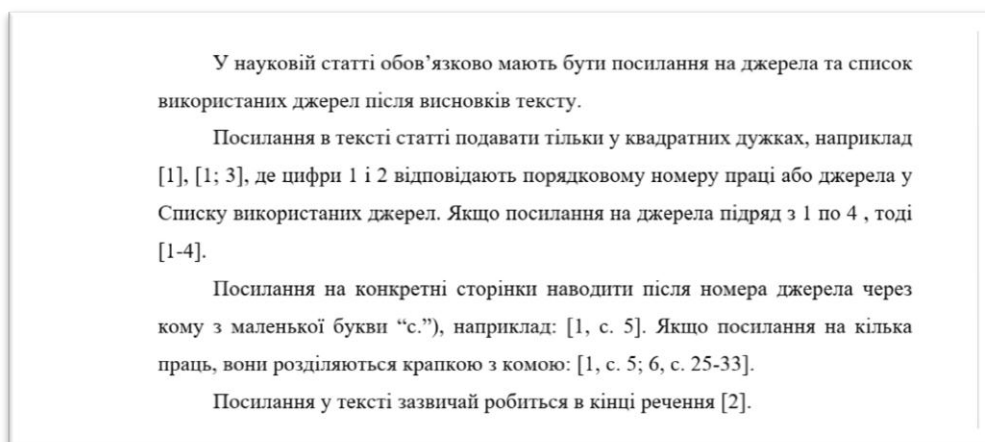 У науковій статті обов’язково мають бути посилання на джерела та список
використаних джерел після висновків тексту.
Посилання в тексті статті подавати тільки у квадратних дужках, наприклад
[1], [1; 3], де цифри 1 і 2 відповідають порядковому номеру праці або джерела у
Списку використаних джерел. Якщо посилання на джерела підряд з 1 по 4 , тоді
[1-4].
Посилання на конкретні сторінки наводити після номера джерела через
кому з маленької букви “с.”), наприклад: [1, с. 5]. Якщо посилання на кілька
праць, вони розділяються крапкою з комою: [1, с. 5; 6, с. 25-33].
Посилання у тексті зазвичай робиться в кінці речення [2].